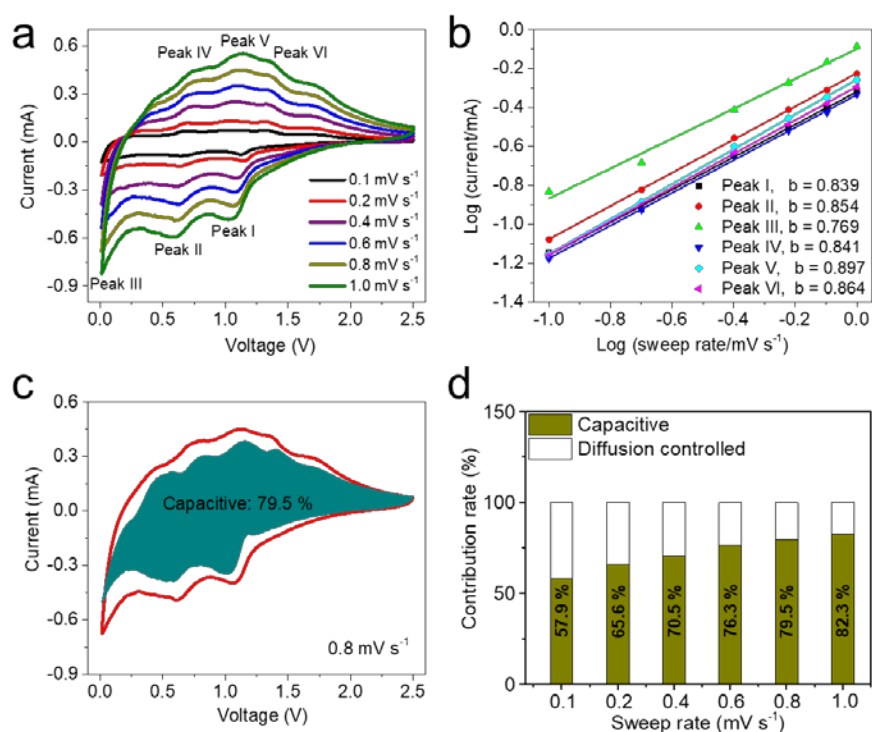 a
0.6
0.3
0.0
-0.3
-0.6
-0.9
Current (mA)
Peak IV
Peak V
Peak VI
Peak I
Peak II
Peak III
0.1 mV s⁻¹
0.2 mV s⁻¹
0.4 mV s⁻¹
0.6 mV s⁻¹
0.8 mV s⁻¹
1.0 mV s⁻¹
0.0 0.5 1.0 1.5 2.0 2.5
Voltage (V)
b
0.0
-0.2
-0.4
-0.6
-0.8
-1.0
-1.2
-1.4
Log (current/mA)
Peak I, b = 0.839
Peak II, b = 0.854
Peak III, b = 0.769
Peak IV, b = 0.841
Peak V, b = 0.897
Peak VI, b = 0.864
-1.0 -0.8 -0.6 -0.4 -0.2 0.0
Log (sweep rate/mV s⁻¹)
c
0.6
0.3
0.0
-0.3
-0.6
-0.9
Current (mA)
Capacitive: 79.5 %
0.8 mV s⁻¹
0.0 0.5 1.0 1.5 2.0 2.5
Voltage (V)
d
150
100
50
0
Contribution rate (%)
Capacitive
Diffusion controlled
57.9 %
65.6 %
70.5 %
76.3 %
79.5 %
82.3 %
0.1 0.2 0.4 0.6 0.8 1.0
Sweep rate (mV s⁻¹)